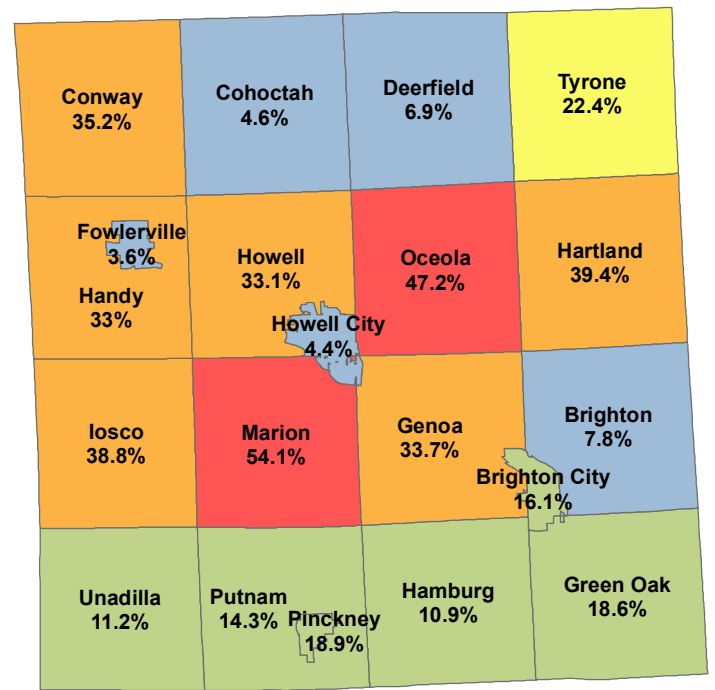 Conway
35.2%
Cohoctah
4.6%
Deerfield
6.9%
Tyrone
22.4%
Fowlerville
3.6%
Handy
33%
Howell
33.1%
Oceola
47.2%
Hartland
39.4%
Howell City
4.4%
Iosco
38.8%
Marion
54.1%
Genoa
33.7%
Brighton
7.8%
Brighton City
16.1%
Unadilla
11.2%
Putnam
14.3%
Pinckney
18.9%
Hamburg
10.9%
Green Oak
18.6%